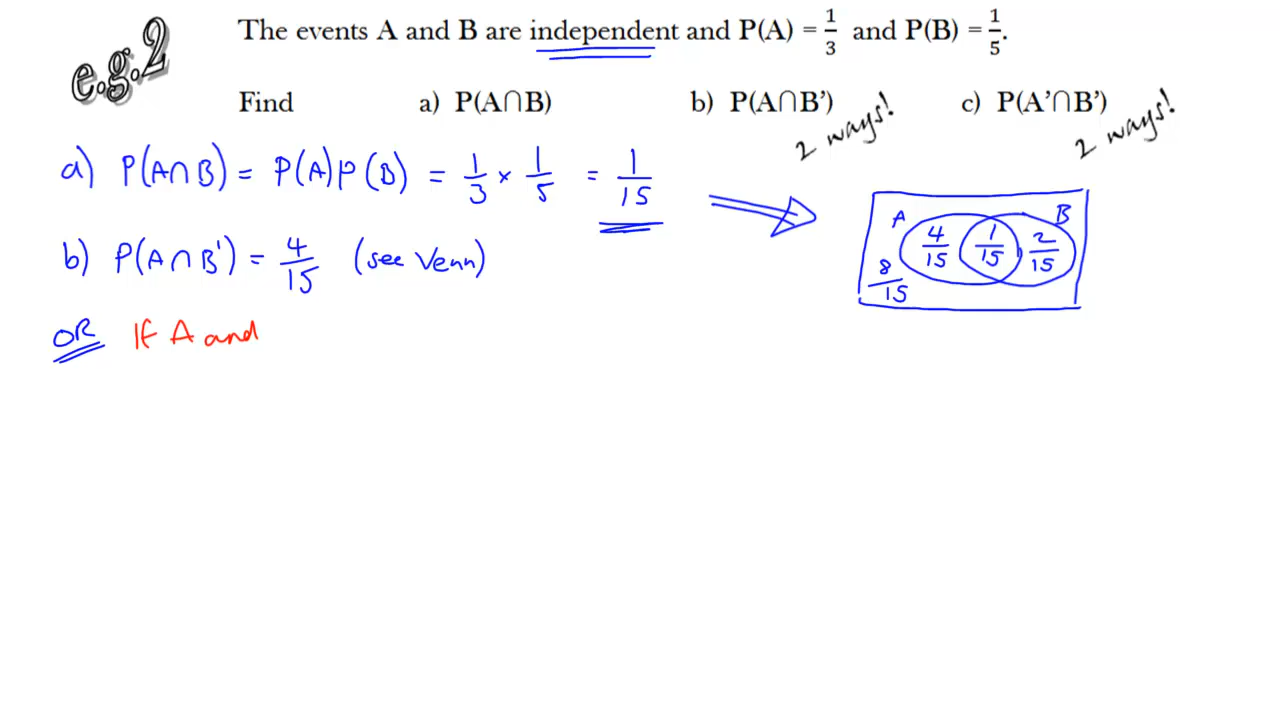 e.g.2
The events A and B are independent and P(A) = 1/3 and P(B) = 1/5.
Find a) P(A∩B) b) P(A∩B’) c) P(A’∩B’)
2 ways! 2 ways!
a) P(A∩B) = P(A)P(B) = 1/3 × 1/5 = 1/15
A B
4/15 1/15 2/15
8/15
b) P(A∩B') = 4/15 (see Venn)
OR If A and